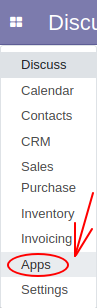 Discu
Discuss
Calendar
Contacts
CRM
Sales
Purchase
Inventory
Invoicing
Apps
Settings